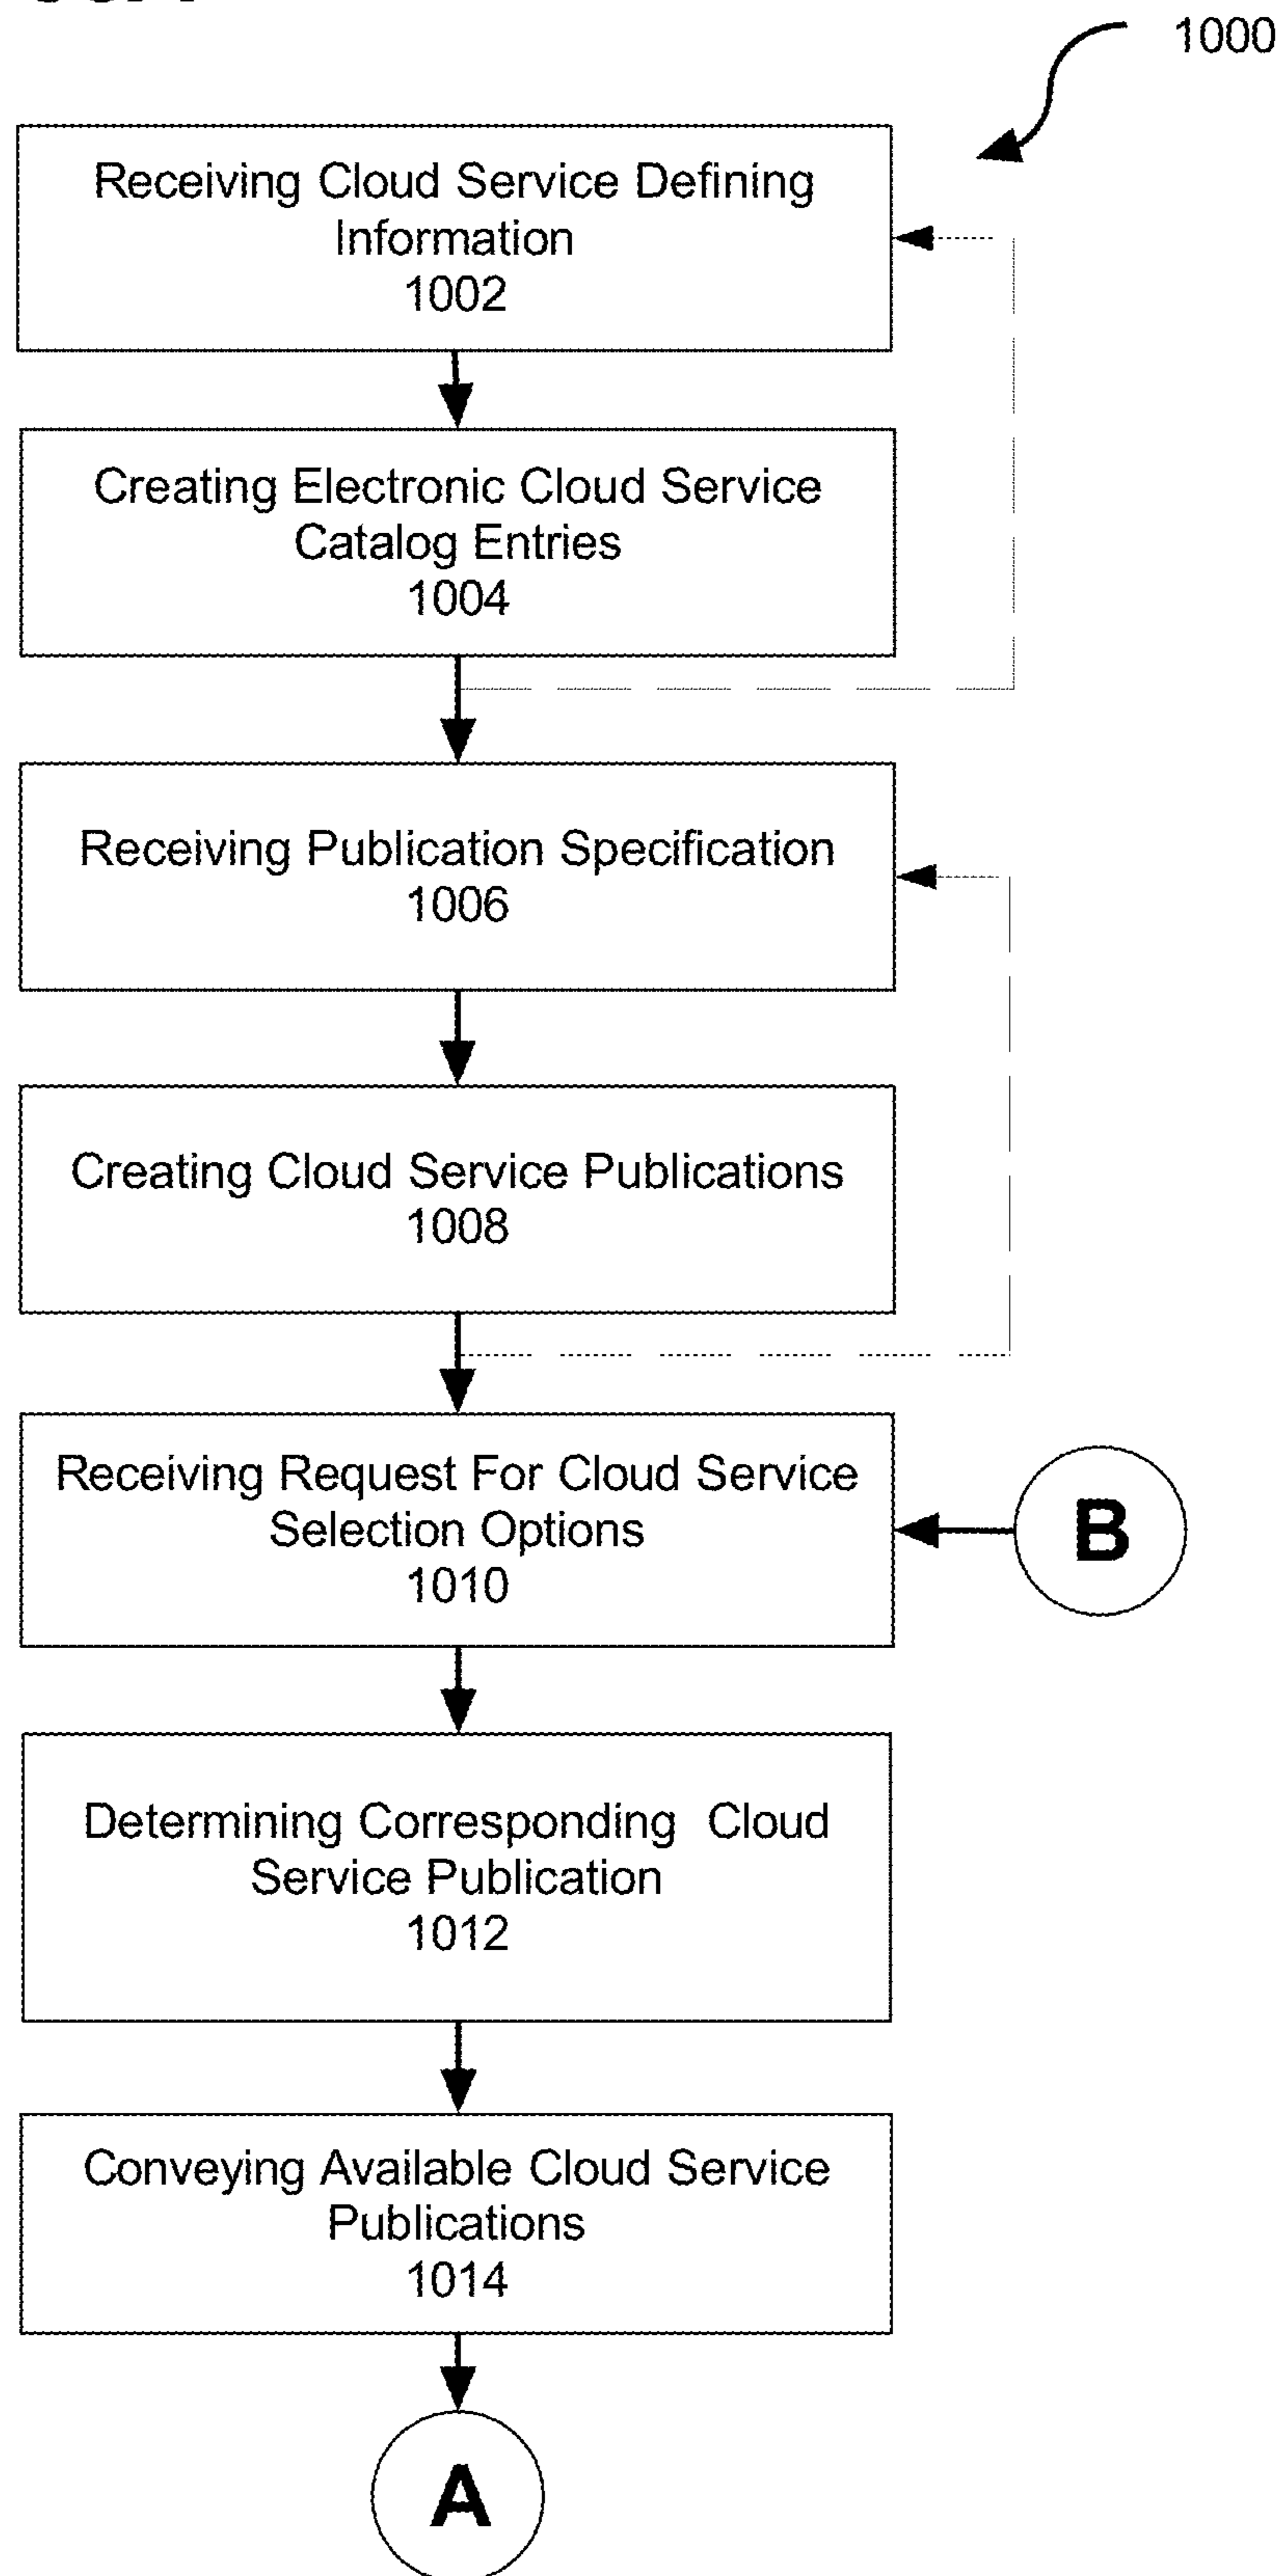 1000
Receiving Cloud Service Defining
Information
1002
Creating Electronic Cloud Service
Catalog Entries
1004
Receiving Publication Specification
1006
Creating Cloud Service Publications
1008
Receiving Request For Cloud Service
Selection Options
1010
B
Determining Corresponding Cloud
Service Publication
1012
Conveying Available Cloud Service
Publications
1014
A